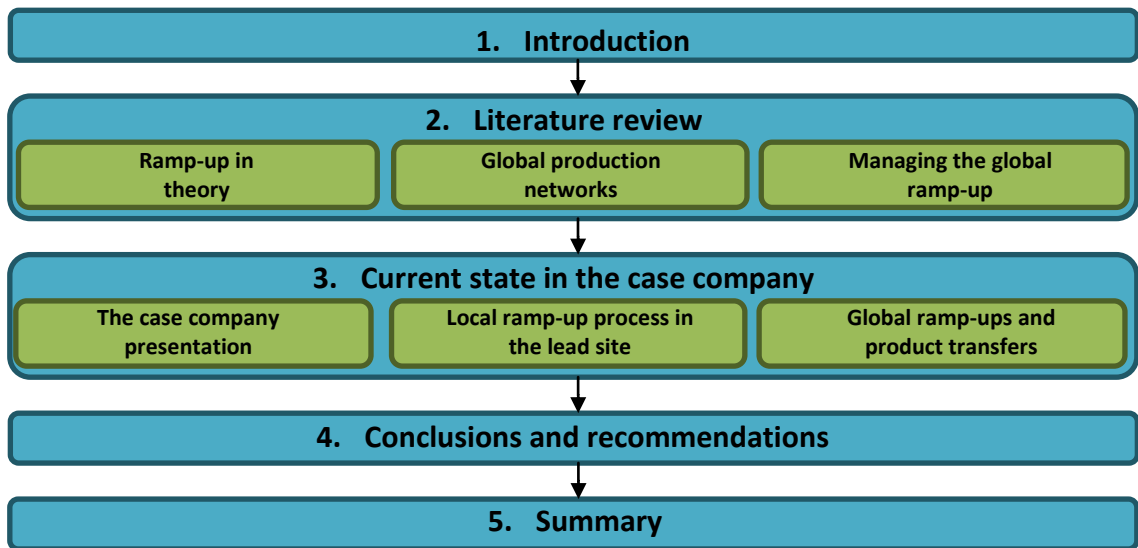 1. Introduction
2. Literature review
Ramp-up in
theory
Global production
networks
Managing the global
ramp-up
3. Current state in the case company
The case company
presentation
Local ramp-up process in
the lead site
Global ramp-ups and
product transfers
4. Conclusions and recommendations
5. Summary